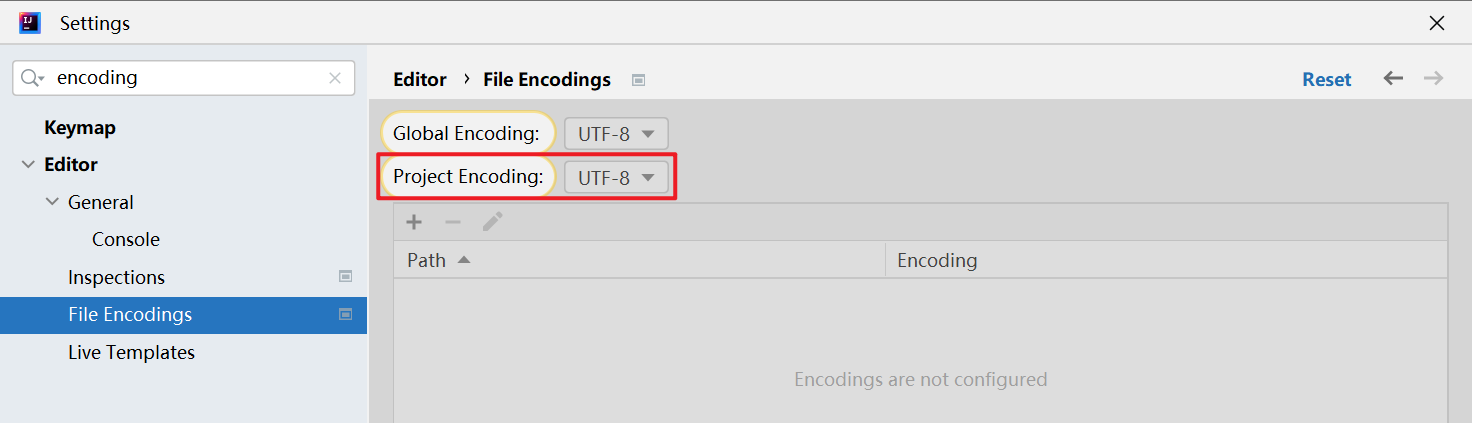 Settings
encoding
Keymap
Editor
General
Console
Inspections
File Encodings
Live Templates
Editor › File Encodings
Reset
Global Encoding: UTF-8
Project Encoding: UTF-8
Path Encoding
Encodings are not configured